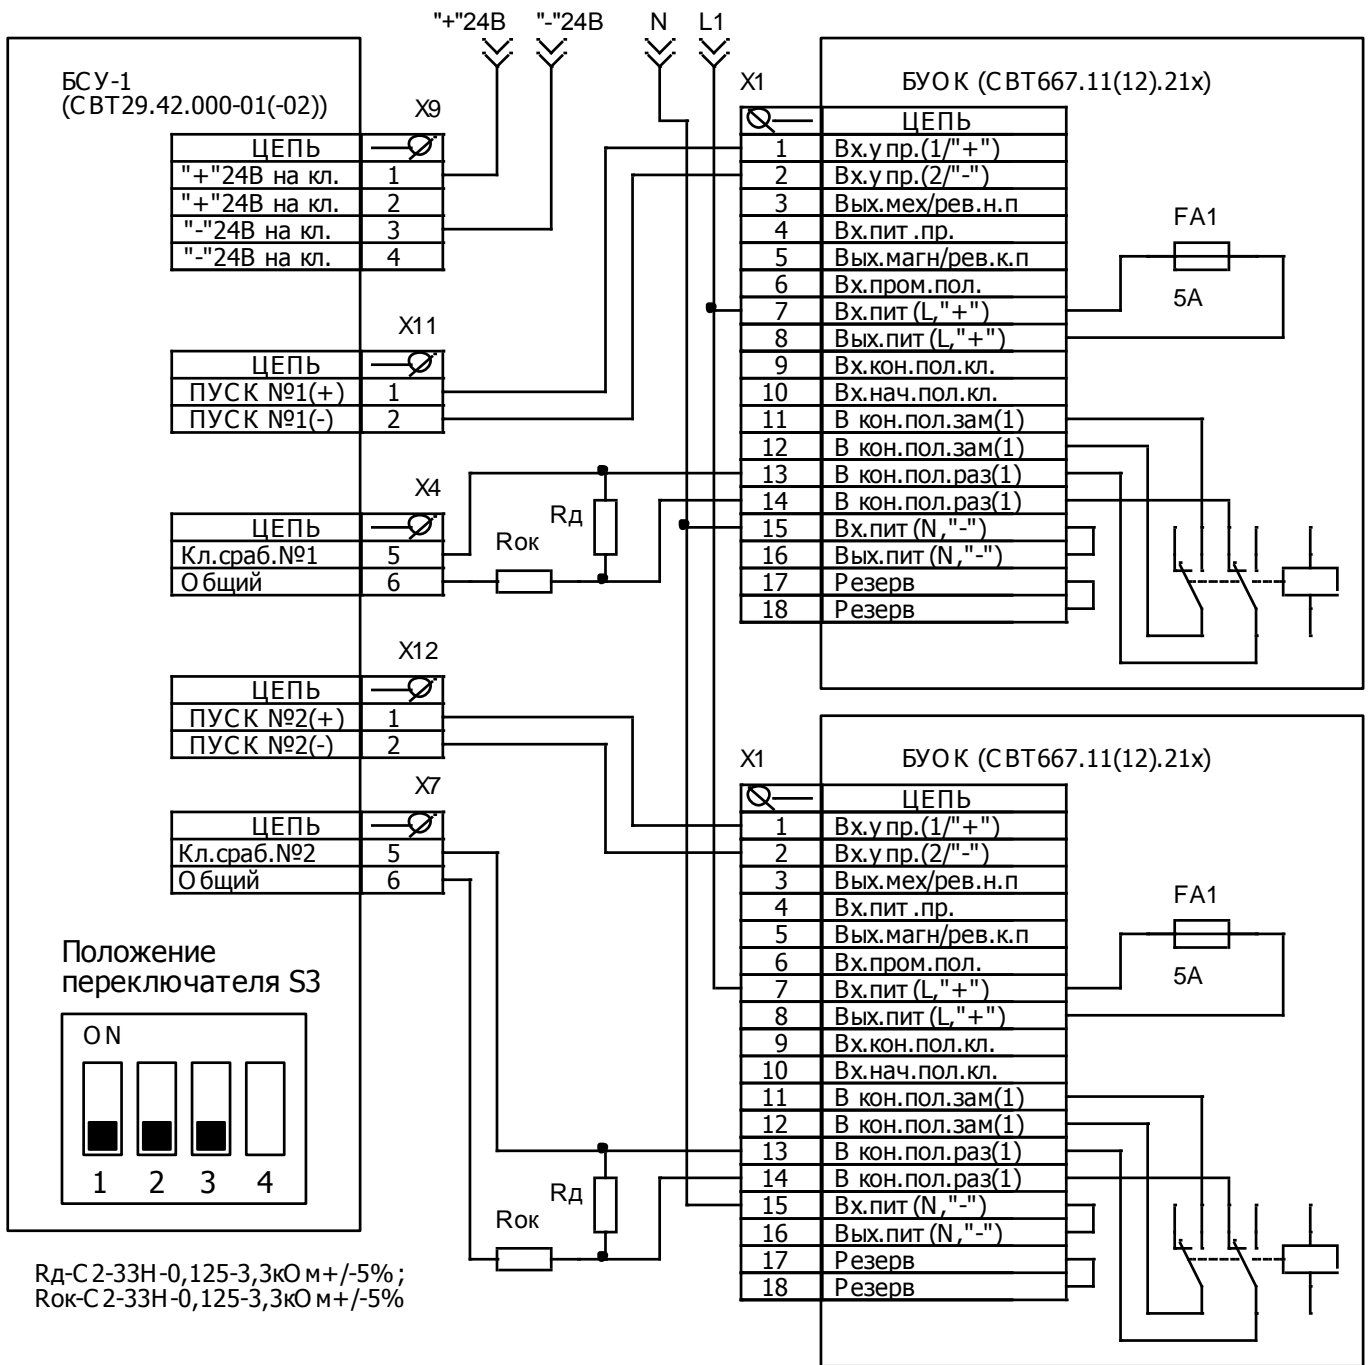 "+"24В "-"24В N L1
БСУ-1
(СВТ29.42.000-01(-02))
X9
ЦЕПЬ
"+"24В на кл. 1
"+"24В на кл. 2
"-"24В на кл. 3
"-"24В на кл. 4
X11
ЦЕПЬ
ПУСК №1(+) 1
ПУСК №1(-) 2
X4
ЦЕПЬ
Кл.сраб.№1 5
Общий 6
Rок
Rд
X12
ЦЕПЬ
ПУСК №2(+) 1
ПУСК №2(-) 2
X7
ЦЕПЬ
Кл.сраб.№2 5
Общий 6
Rок
Rд
Положение
переключателя S3
ON
1 2 3 4
Rд-С2-33Н-0,125-3,3кОм+/-5%;
Rок-С2-33Н-0,125-3,3кОм+/-5%
X1
БУОК (СВТ667.11(12).21х)
ЦЕПЬ
1 Вх.упр.(1/"+")
2 Вх.упр.(2/"-")
3 Вых.мех/рев.н.п
4 Вх.пит.пр.
5 Вых.магн/рев.к.п
6 Вх.пром.пол.
7 Вх.пит(L,"+")
8 Вых.пит(L,"+")
9 Вх.кон.пол.кл.
10 Вх.нач.пол.кл.
11 В кон.пол.зам(1)
12 В кон.пол.зам(1)
13 В кон.пол.раз(1)
14 В кон.пол.раз(1)
15 Вх.пит(N,"-")
16 Вых.пит(N,"-")
17 Резерв
18 Резерв
FA1
5А
X1
БУОК (СВТ667.11(12).21х)
ЦЕПЬ
1 Вх.упр.(1/"+")
2 Вх.упр.(2/"-")
3 Вых.мех/рев.н.п
4 Вх.пит.пр.
5 Вых.магн/рев.к.п
6 Вх.пром.пол.
7 Вх.пит(L,"+")
8 Вых.пит(L,"+")
9 Вх.кон.пол.кл.
10 Вх.нач.пол.кл.
11 В кон.пол.зам(1)
12 В кон.пол.зам(1)
13 В кон.пол.раз(1)
14 В кон.пол.раз(1)
15 Вх.пит(N,"-")
16 Вых.пит(N,"-")
17 Резерв
18 Резерв
FA1
5А